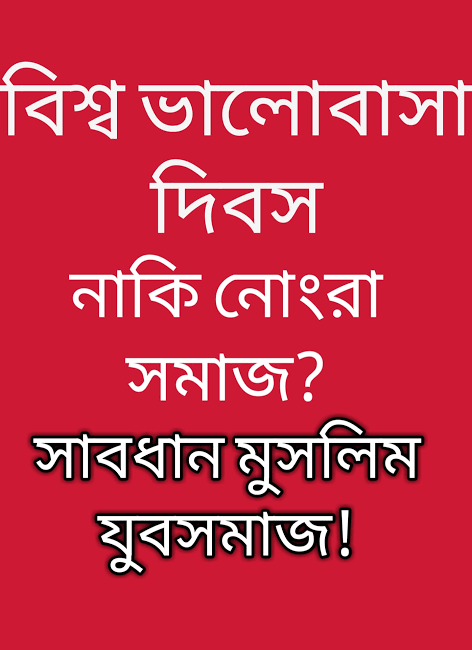 বিশ্ব ভালোবাসা
দিবস
নাকি নোংরা
সমাজ?
সাবধান মুসলিম
যুবসমাজ!